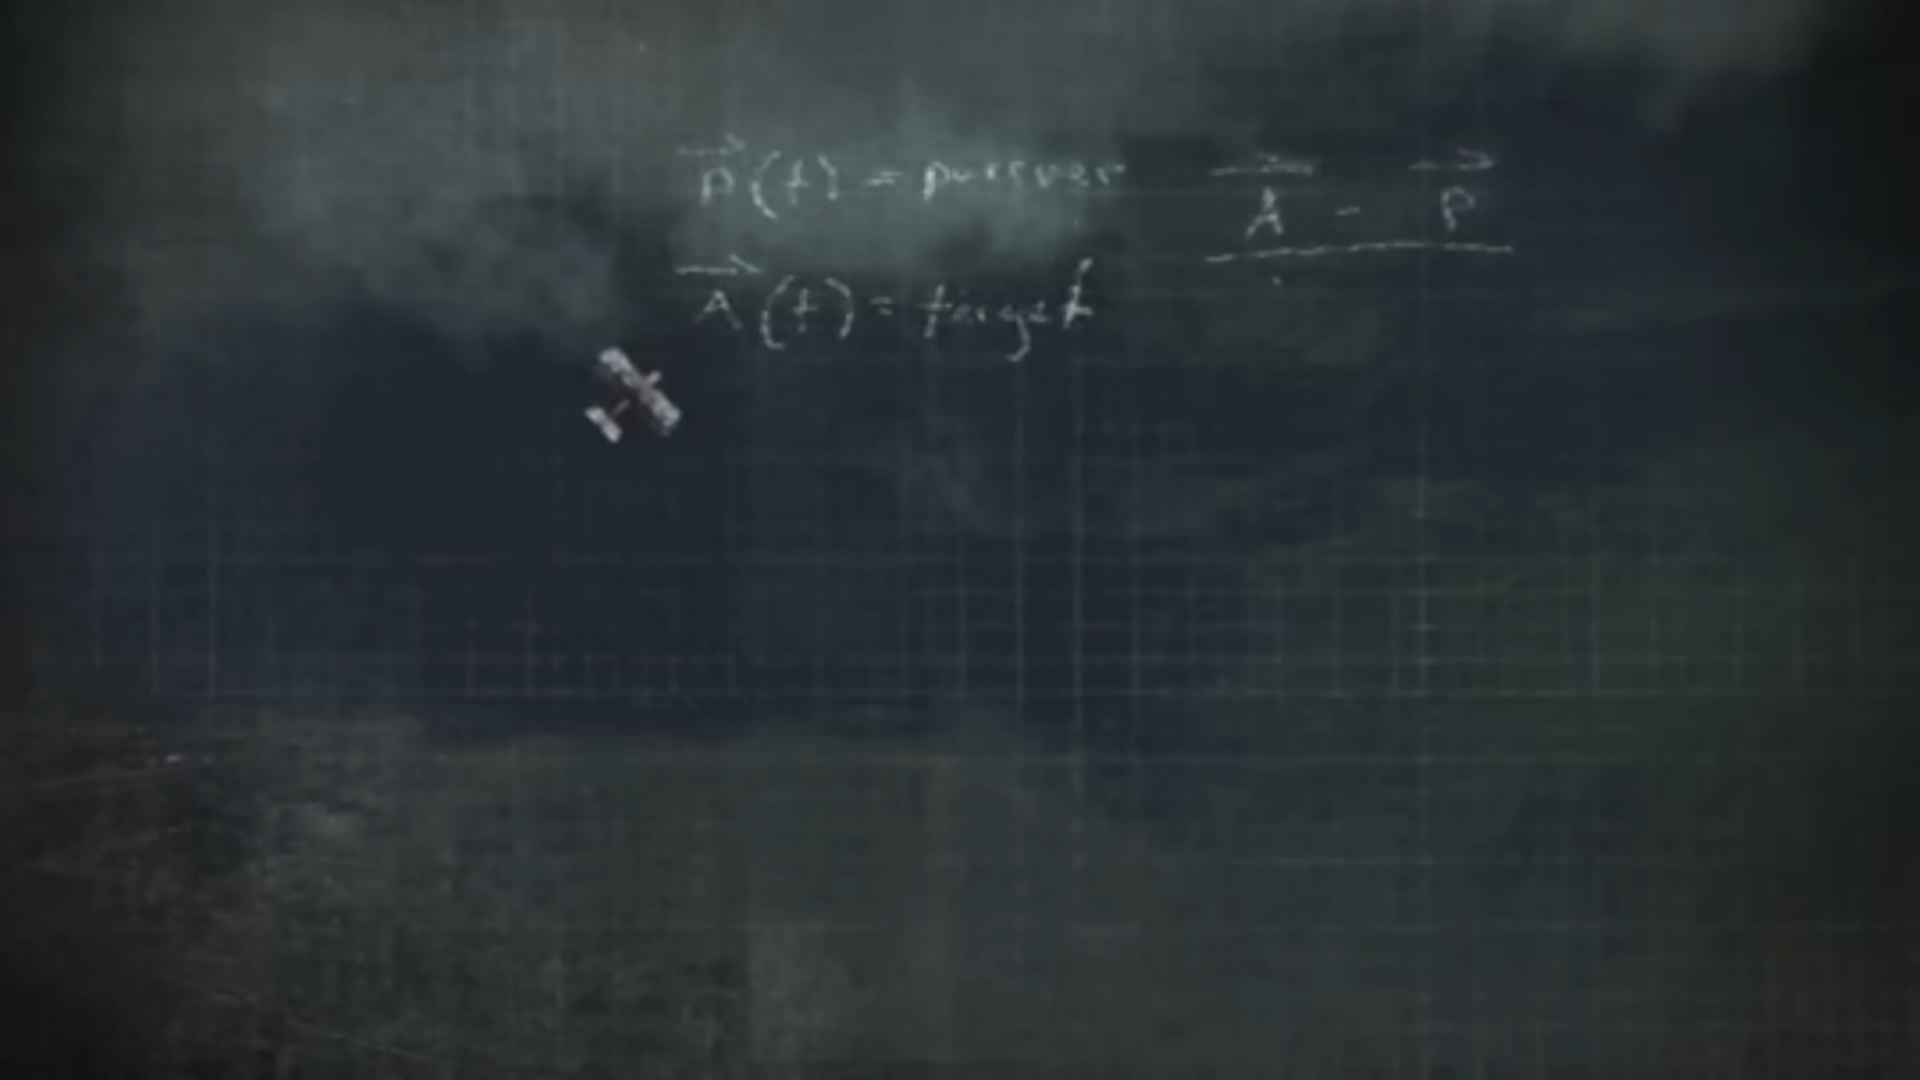 P⃗(t) = pursuer
A⃗(t) = target
A⃗ - P⃗